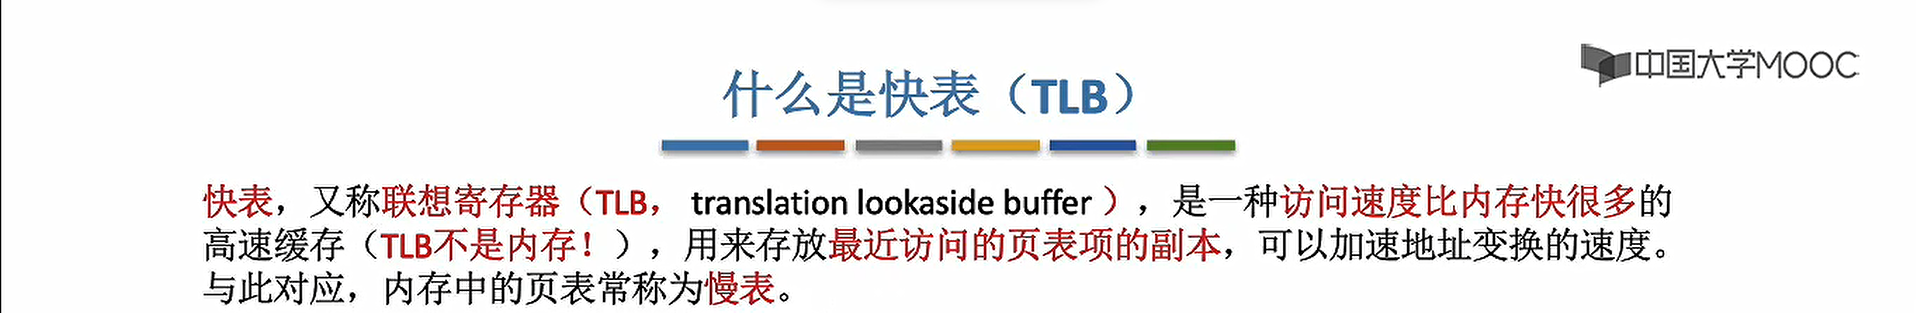 中国大学MOOC
什么是快表（TLB）
快表，又称联想寄存器（TLB， translation lookaside buffer ），是一种访问速度比内存快很多的
高速缓存（TLB不是内存！），用来存放最近访问的页表项的副本，可以加速地址变换的速度。
与此对应，内存中的页表常称为慢表。